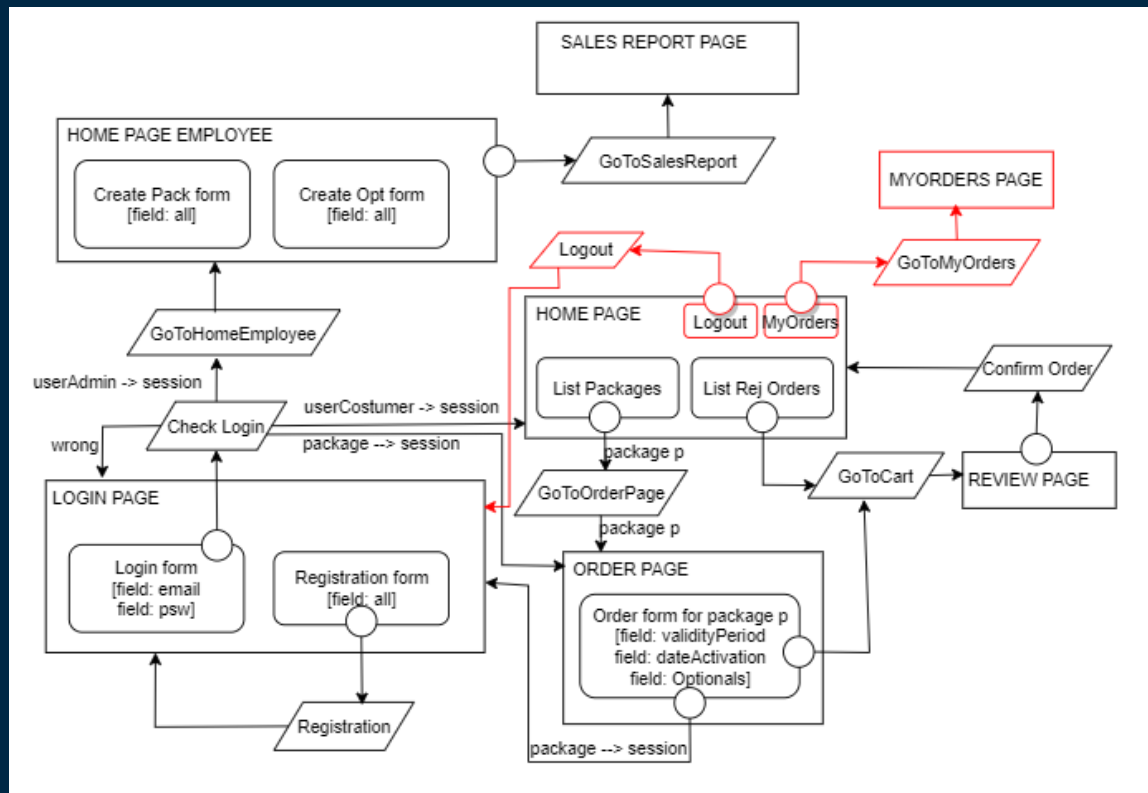 SALES REPORT PAGE
HOME PAGE EMPLOYEE
GoToSalesReport
Create Pack form
[field: all]
Create Opt form
[field: all]
MYORDERS PAGE
Logout
GoToMyOrders
HOME PAGE
Logout
MyOrders
GoToHomeEmployee
userAdmin -> session
List Packages
List Rej Orders
Confirm Order
Check Login
userCostumer -> session
package --> session
wrong
package p
GoToOrderPage
GoToCart
REVIEW PAGE
LOGIN PAGE
package p
Login form
[field: email
field: psw]
Registration form
[field: all]
ORDER PAGE
Order form for package p
[field: validityPeriod
field: dateActivation
field: Optionals]
Registration
package --> session